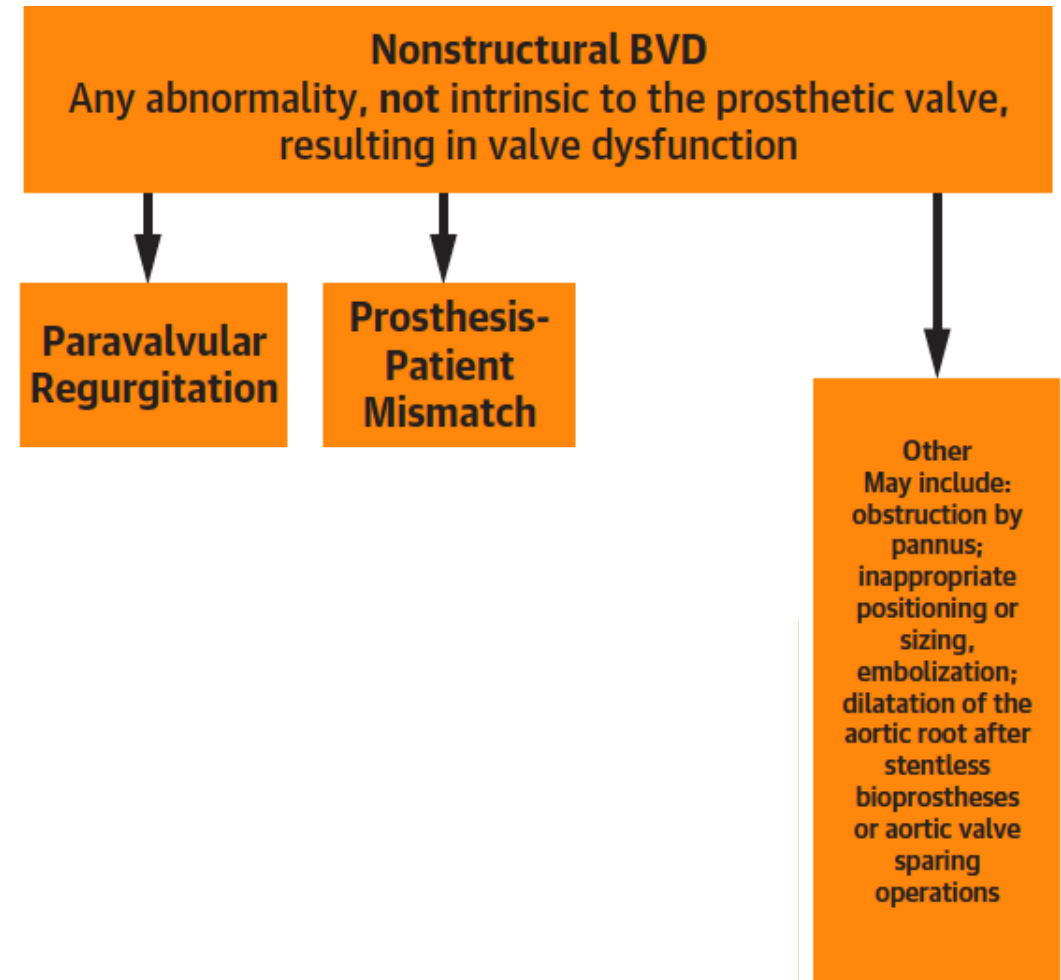 Nonstructural BVD
Any abnormality, not intrinsic to the prosthetic valve,
resulting in valve dysfunction
Paravalvular
Regurgitation
Prosthesis-
Patient
Mismatch
Other
May include:
obstruction by
pannus;
inappropriate
positioning or
sizing,
embolization;
dilatation of the
aortic root after
stentless
bioprostheses
or aortic valve
sparing
operations